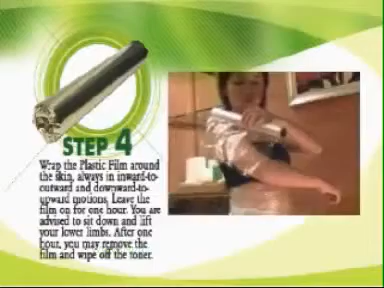 STEP 4
Wrap the Plastic Film around
the skin, always in inward-to-
outward and downward-to-
upward motions. Leave the
film on for one hour. You are
advised to sit down and lift
your lower limbs. After one
hour, you may remove the
film and wipe off the toner.